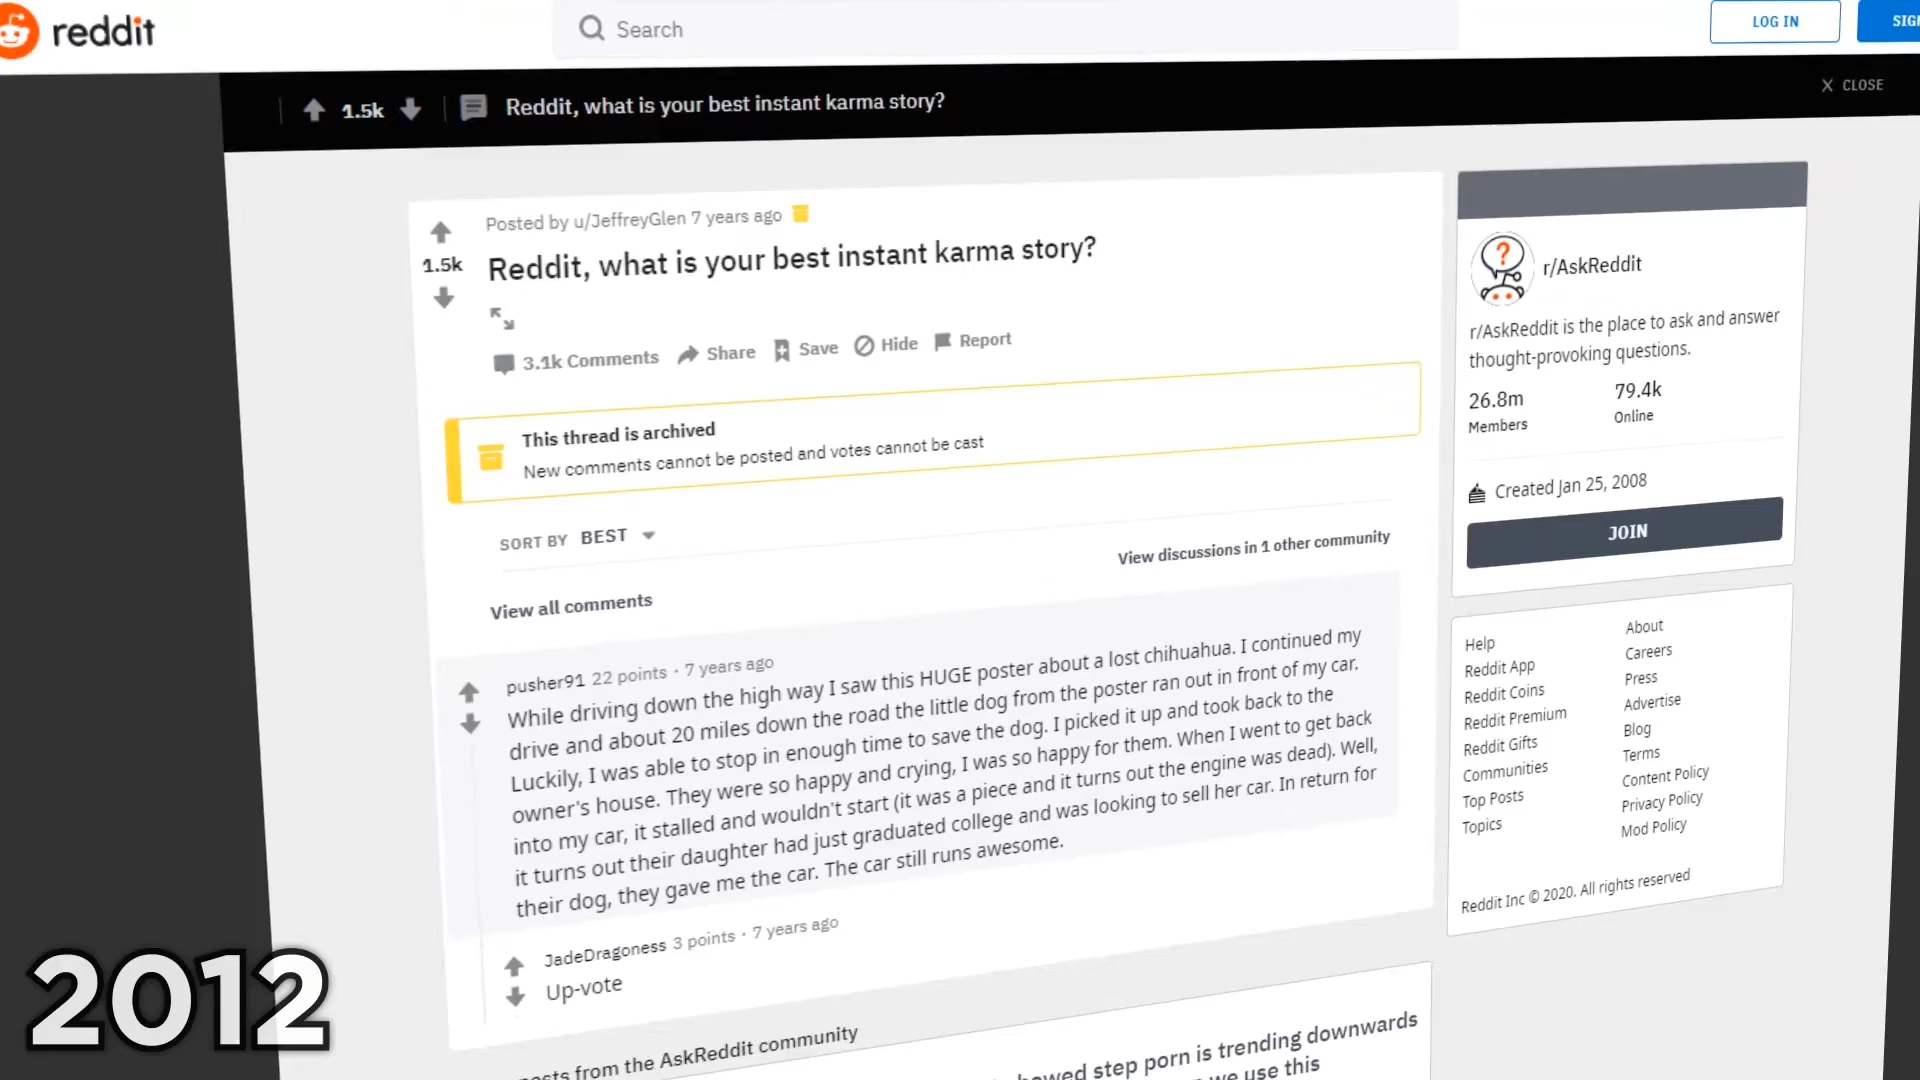 reddit
Search
LOG IN
1.5k
Reddit, what is your best instant karma story?
CLOSE
Posted by u/JeffreyGlen 7 years ago
1.5k
Reddit, what is your best instant karma story?
3.1k Comments Share Save Hide Report
This thread is archived
New comments cannot be posted and votes cannot be cast
SORT BY BEST
View discussions in 1 other community
View all comments
pusher91 22 points · 7 years ago
While driving down the high way I saw this HUGE poster about a lost chihuahua. I continued my
drive and about 20 miles down the road the little dog from the poster ran out in front of my car.
Luckily, I was able to stop in enough time to save the dog. I picked it up and took back to the
owner's house. They were so happy and crying, I was so happy for them. When I went to get back
into my car, it stalled and wouldn't start (it was a piece and it turns out the engine was dead). Well,
it turns out their daughter had just graduated college and was looking to sell her car. In return for
their dog, they gave me the car. The car still runs awesome.
JadeDragoness 3 points · 7 years ago
Up-vote
from the AskReddit community
step porn is trending downwards
we use this
r/AskReddit
r/AskReddit is the place to ask and answer
thought-provoking questions.
26.8m 79.4k
Members Online
Created Jan 25, 2008
JOIN
Help
Reddit App
Reddit Coins
Reddit Premium
Reddit Gifts
Communities
Top Posts
Topics
About
Careers
Press
Advertise
Blog
Terms
Content Policy
Privacy Policy
Mod Policy
Reddit Inc © 2020. All rights reserved
2012